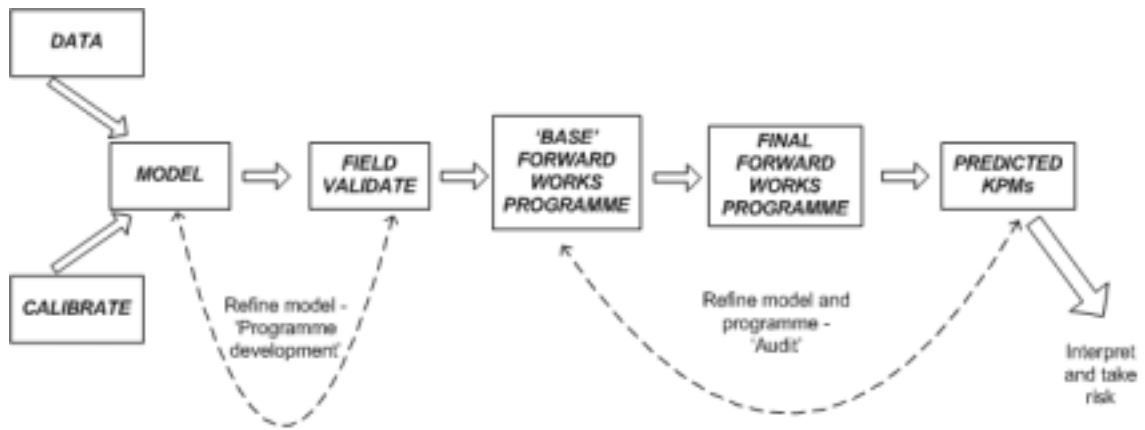 DATA
MODEL
CALIBRATE
FIELD
VALIDATE
'BASE'
FORWARD
WORKS
PROGRAMME
FINAL
FORWARD
WORKS
PROGRAMME
PREDICTED
KPMs
Refine model -
'Programme
development'
Refine model and
programme -
'Audit'
Interpret
and take
risk